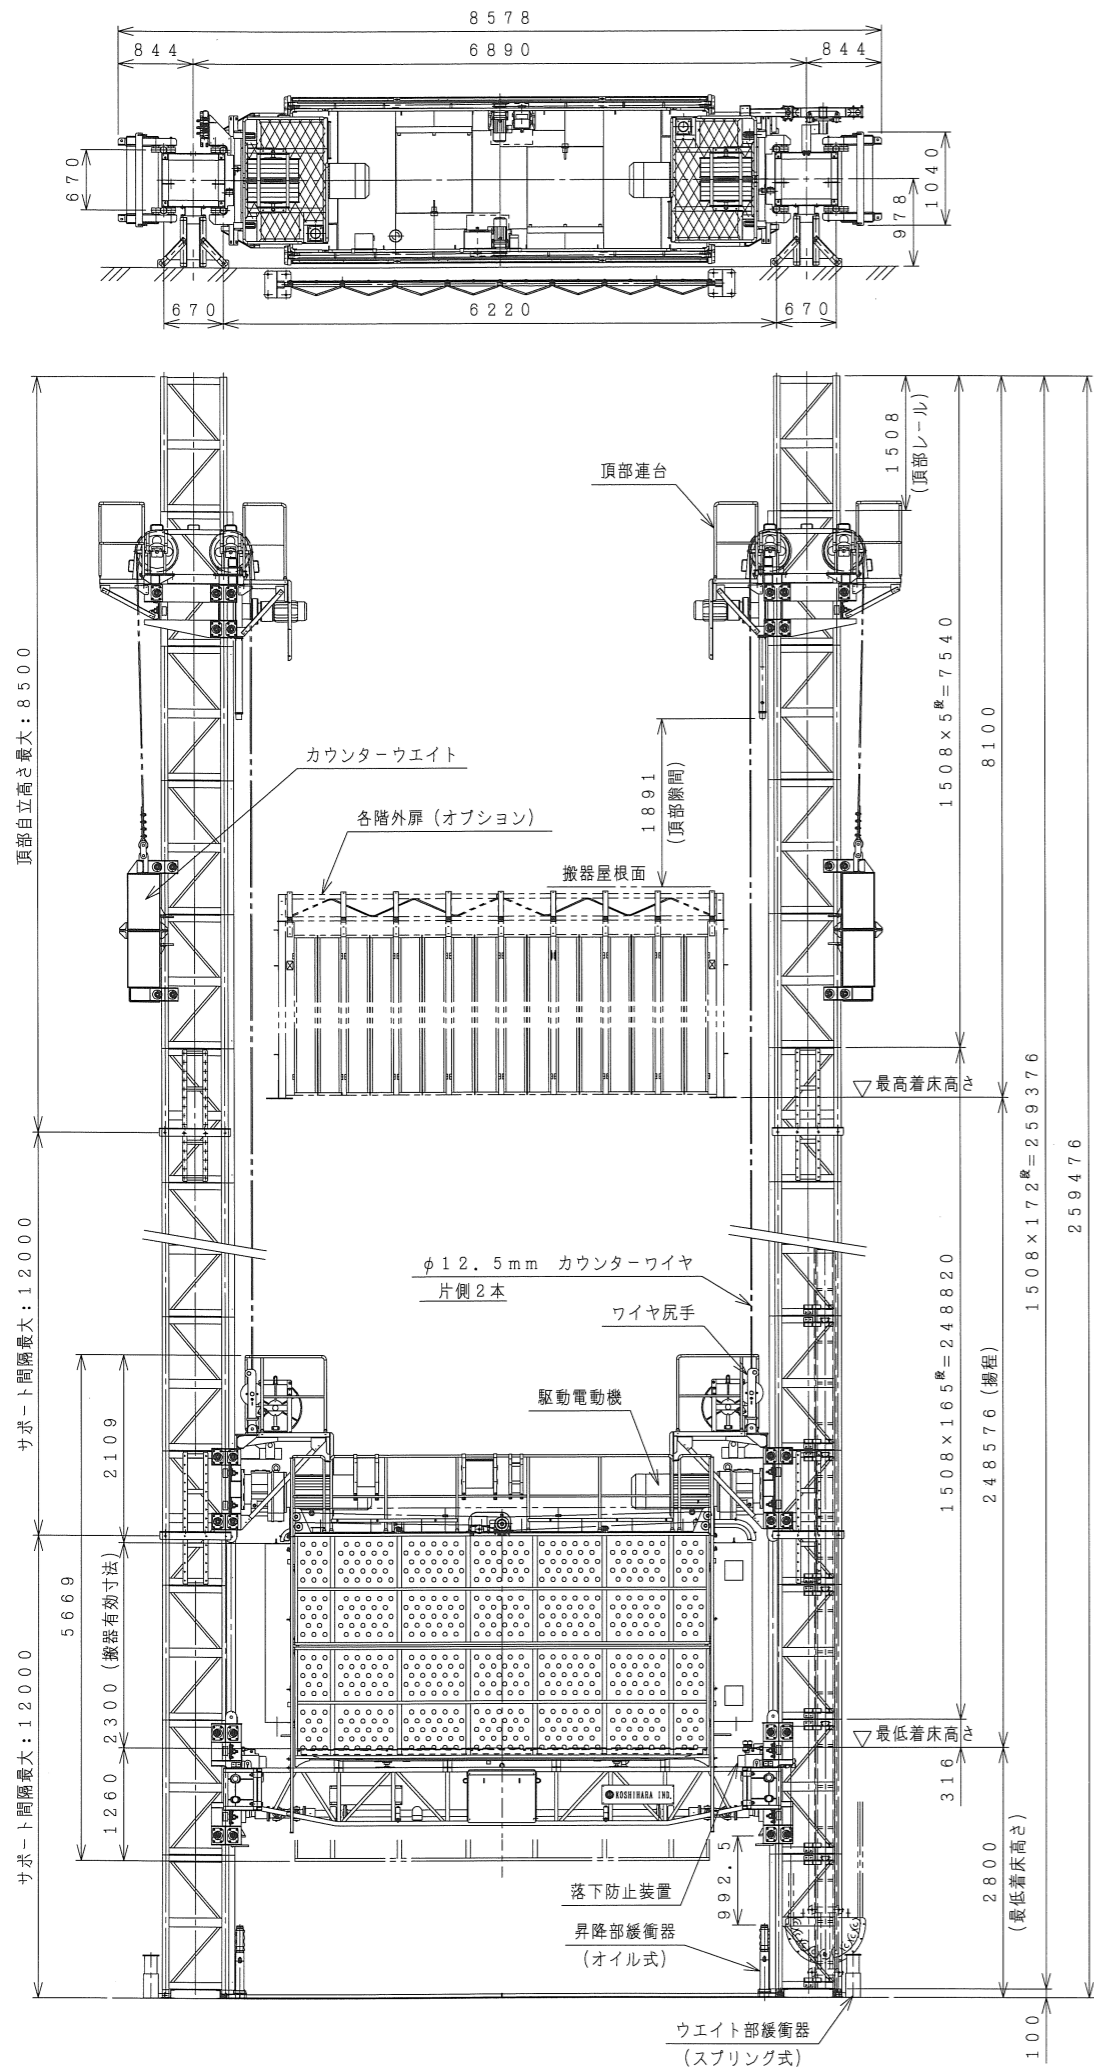 8578
844
6890
844
670
1040
978
670
6220
670
1508
(頂部レール)
頂部連台
頂部自立高さ最大:8500
1508×5段=7540
8100
カウンターウエイト
1891
(頂部隙間)
各階外扉(オプション)
搬器屋根面
▽最高着床高さ
1508×172段=259376
259476
サポート間隔最大:12000
φ12.5mm カウンターワイヤ
片側2本
ワイヤ尻手
駆動電動機
1508×165段=248820
248576(揚程)
2109
5669
2300(搬器有効寸法)
サポート間隔最大:12000
▽最低着床高さ
1260
316
KOSHIHARA IND.
2800
(最低着床高さ)
992.5
落下防止装置
昇降部緩衝器
(オイル式)
ウエイト部緩衝器
(スプリング式)
100